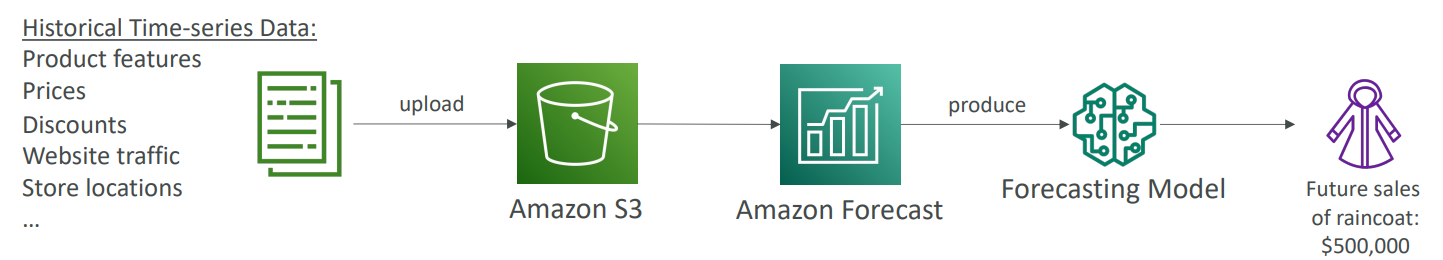 Historical Time-series Data:
Product features
Prices
Discounts
Website traffic
Store locations
...
upload
Amazon S3
Amazon Forecast
produce
Forecasting Model
Future sales
of raincoat:
$500,000